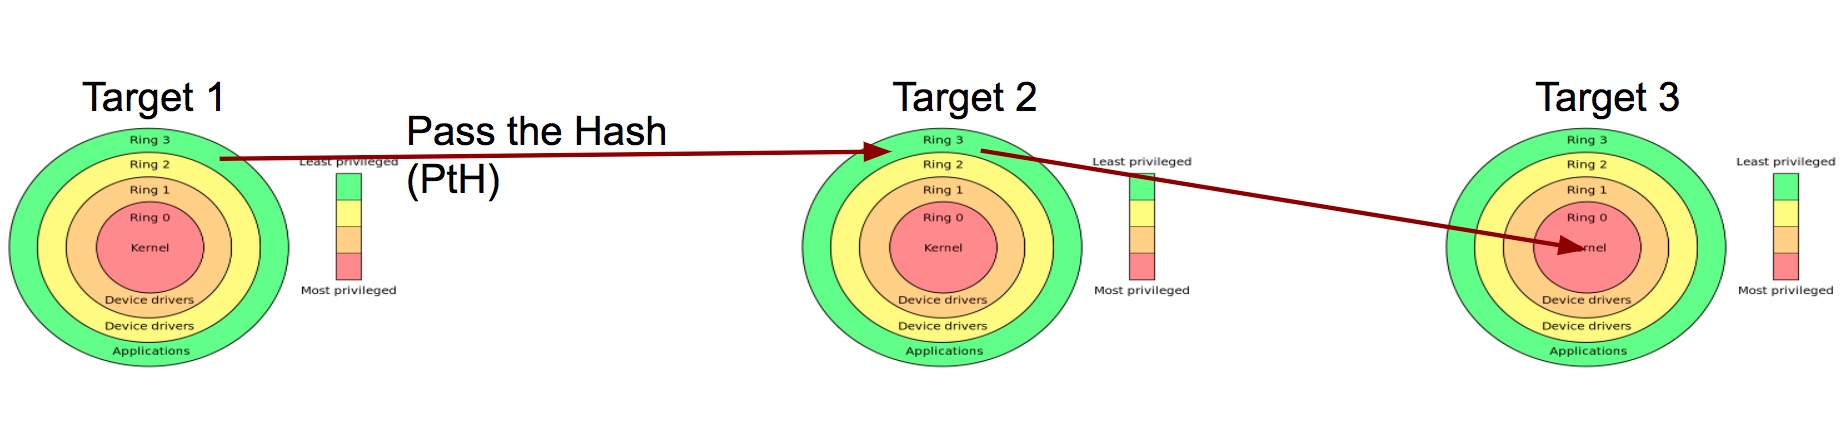 Target 1
Ring 3
Ring 2
Ring 1
Ring 0
Kernel
Device drivers
Device drivers
Applications
Least privileged
Most privileged
Pass the Hash
(PtH)
Target 2
Ring 3
Ring 2
Ring 1
Ring 0
Kernel
Device drivers
Device drivers
Applications
Least privileged
Most privileged
Target 3
Ring 3
Ring 2
Ring 1
Ring 0
Device drivers
Device drivers
Applications
Least privileged
Most privileged